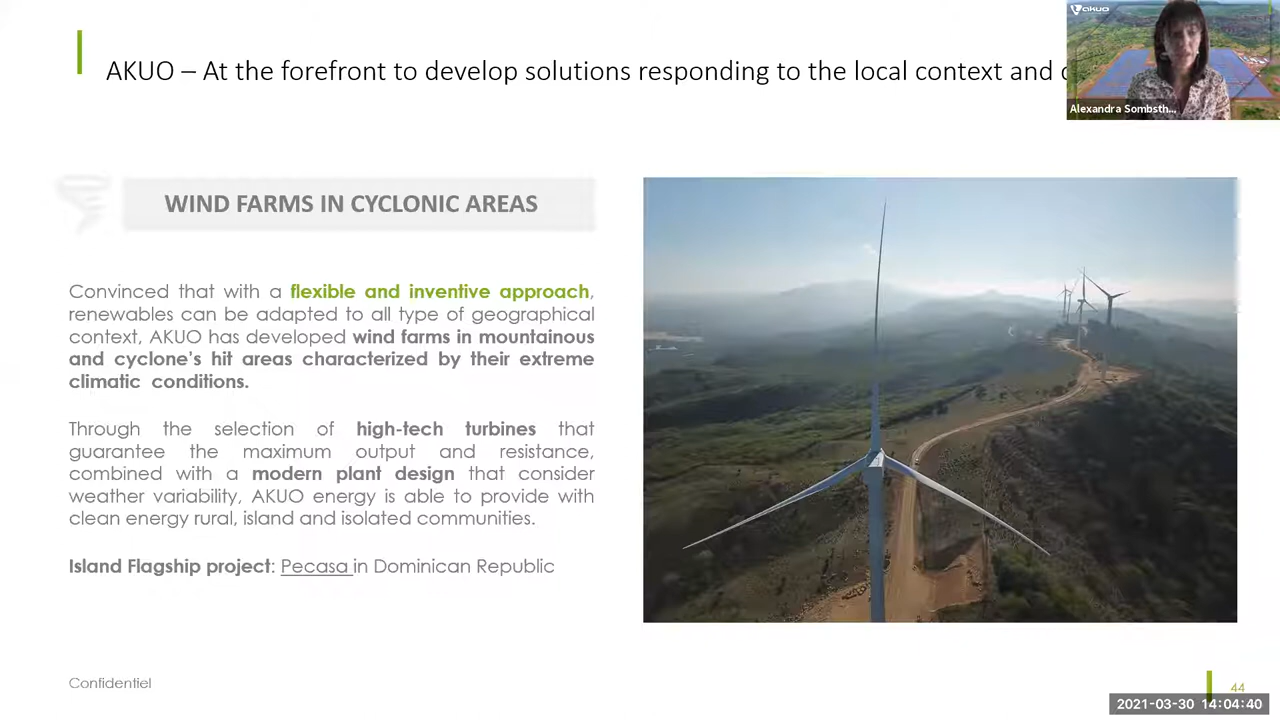 AKUO – At the forefront to develop solutions responding to the local context and
akuo
Alexandra Sombsth...
WIND FARMS IN CYCLONIC AREAS
Convinced that with a flexible and inventive approach,
renewables can be adapted to all type of geographical
context, AKUO has developed wind farms in mountainous
and cyclone's hit areas characterized by their extreme
climatic conditions.
Through the selection of high-tech turbines that
guarantee the maximum output and resistance,
combined with a modern plant design that consider
weather variability, AKUO energy is able to provide with
clean energy rural, island and isolated communities.
Island Flagship project: Pecasa in Dominican Republic
Confidentiel
44
2021-03-30 14:04:40